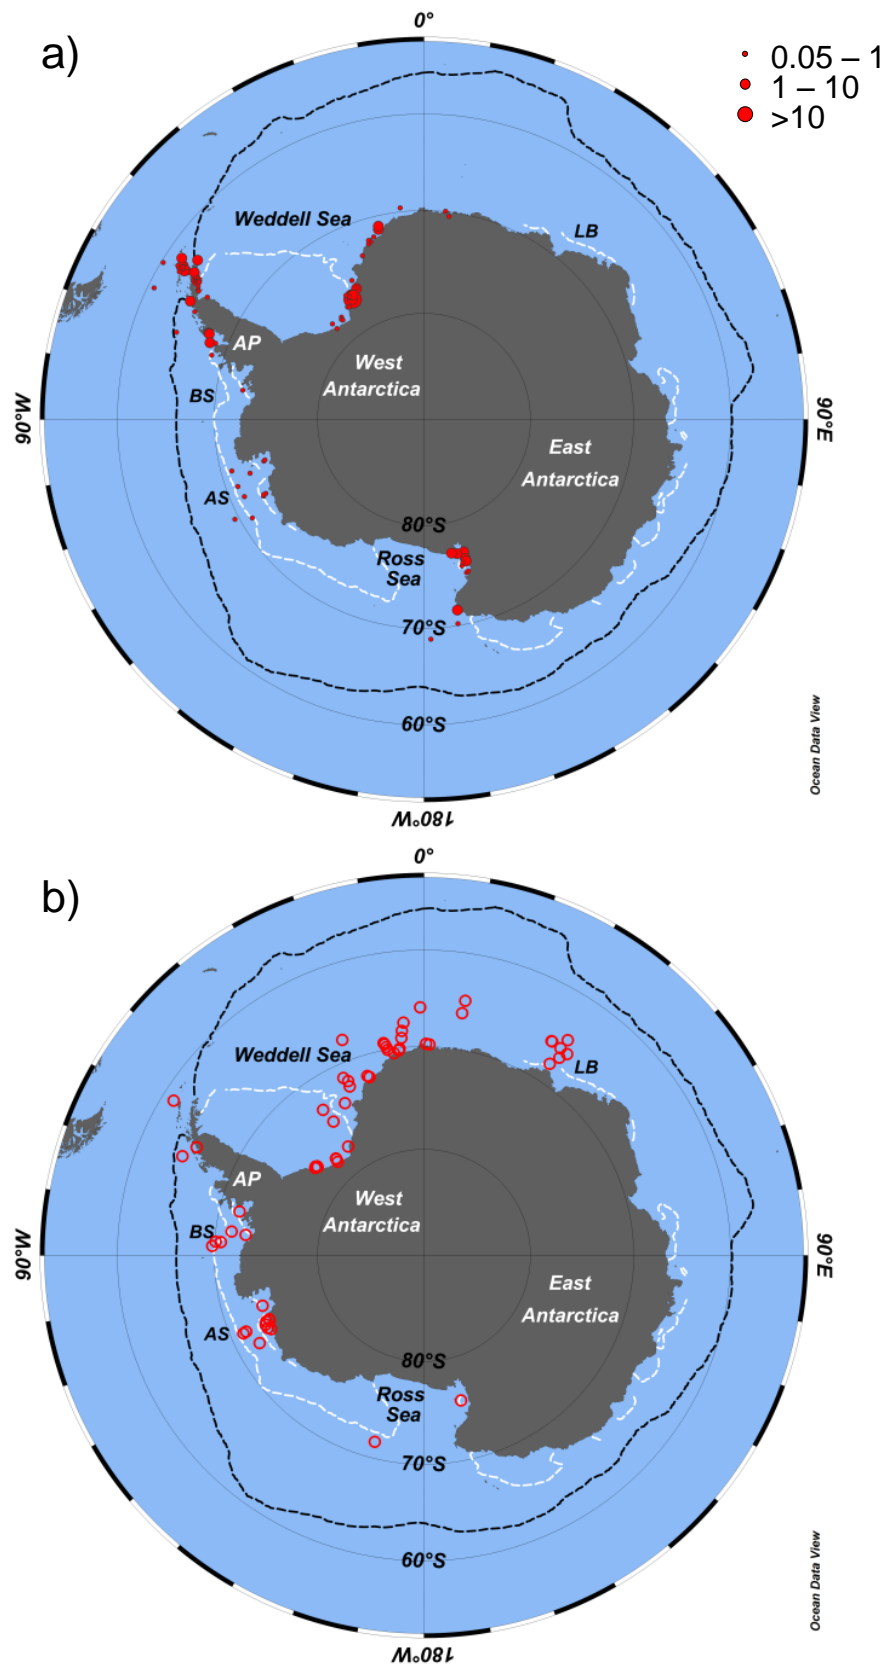 a)
0°
0.05 – 1
1 – 10
>10
Weddell Sea
LB
AP
West
Antarctica
BS
90°W
90°E
East
Antarctica
AS
80°S
Ross
Sea
70°S
60°S
Ocean Data View
180°W
b)
0°
Weddell Sea
LB
AP
West
Antarctica
BS
90°W
90°E
East
Antarctica
AS
80°S
Ross
Sea
70°S
60°S
Ocean Data View
180°W